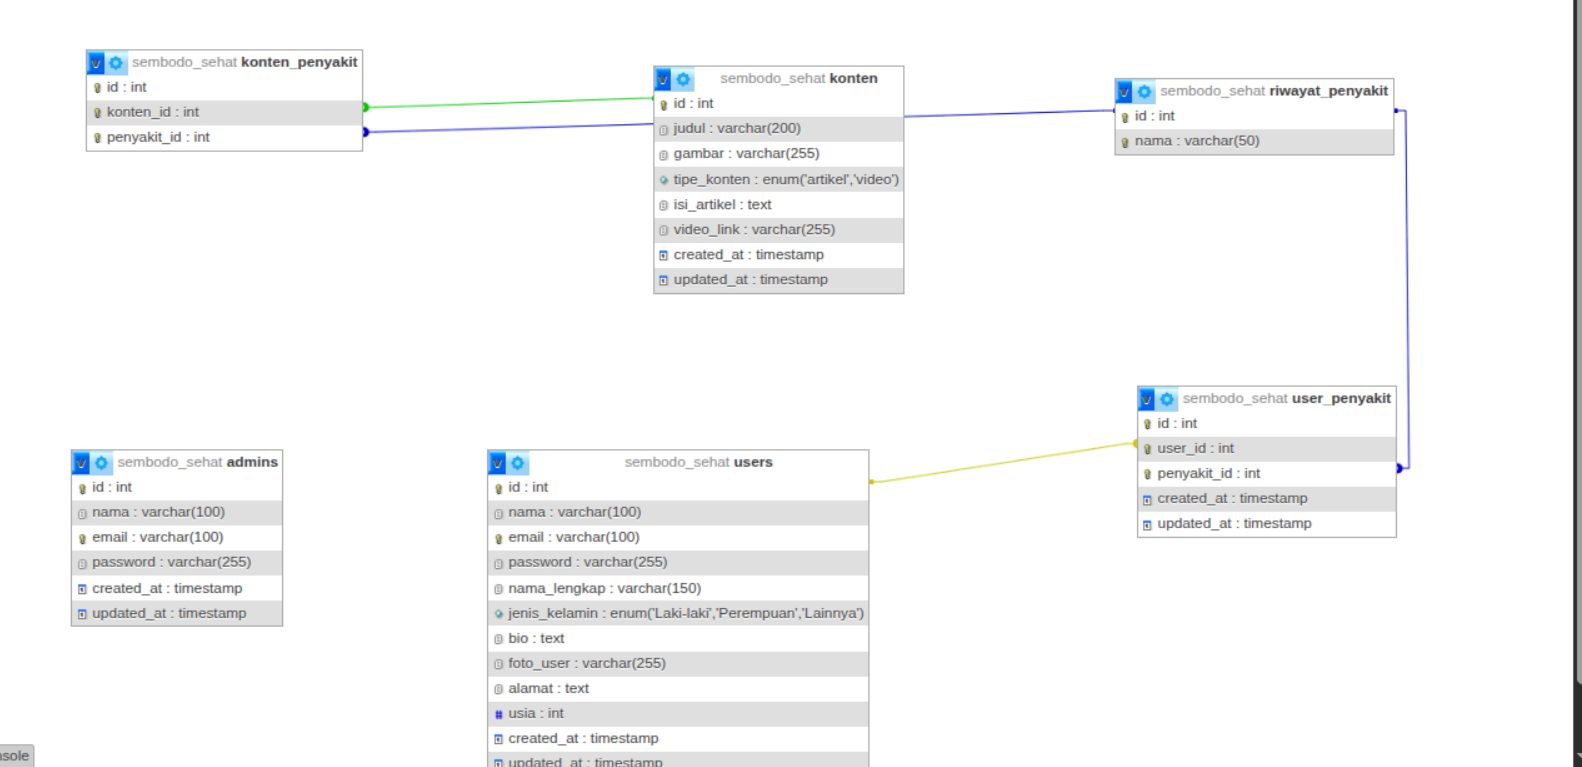 sembodo_sehat konten_penyakit
id : int
konten_id : int
penyakit_id : int
sembodo_sehat konten
id : int
judul : varchar(200)
gambar : varchar(255)
tipe_konten : enum('artikel','video')
isi_artikel : text
video_link : varchar(255)
created_at : timestamp
updated_at : timestamp
sembodo_sehat riwayat_penyakit
id : int
nama : varchar(50)
sembodo_sehat user_penyakit
id : int
user_id : int
penyakit_id : int
created_at : timestamp
updated_at : timestamp
sembodo_sehat admins
id : int
nama : varchar(100)
email : varchar(100)
password : varchar(255)
created_at : timestamp
updated_at : timestamp
sembodo_sehat users
id : int
nama : varchar(100)
email : varchar(100)
password : varchar(255)
nama_lengkap : varchar(150)
jenis_kelamin : enum('Laki-laki','Perempuan','Lainnya')
bio : text
foto_user : varchar(255)
alamat : text
usia : int
created_at : timestamp
updated_at : timestamp
nsole